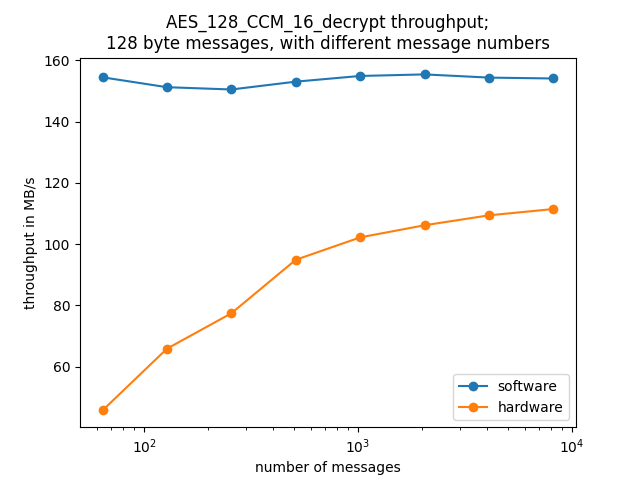 AES_128_CCM_16_decrypt throughput;
128 byte messages, with different message numbers
throughput in MB/s
160
140
120
100
80
60
10²
10³
10⁴
number of messages
software
hardware